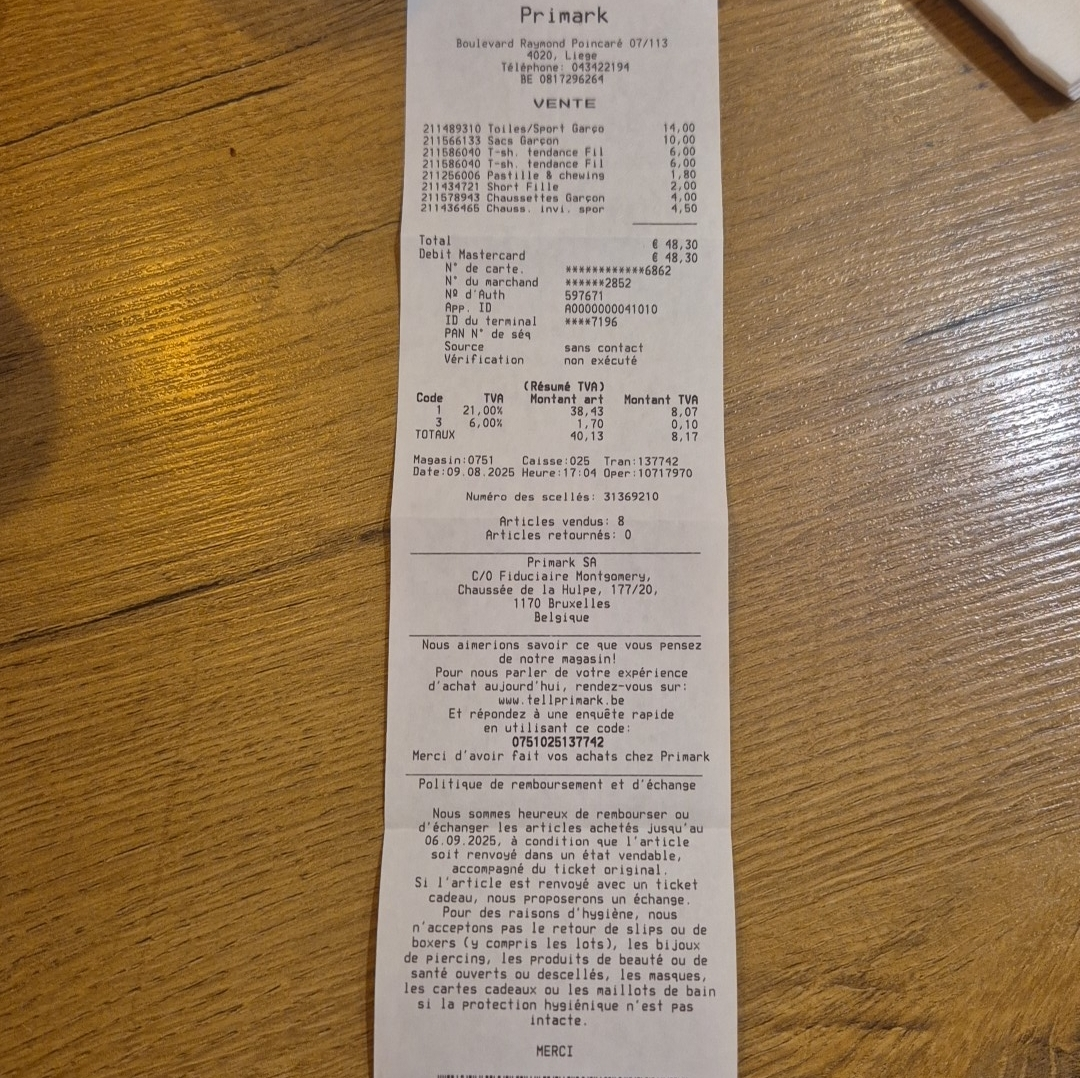 Primark
Boulevard Raymond Poincaré 07/113
4020, Liege
Téléphone: 043422194
BE 0817296264
VENTE
211489310 Toiles/Sport Garço 14,00
211566133 Sacs Garçon 10,00
211586040 T-sh. tendance Fil 6,00
211586040 T-sh. tendance Fil 6,00
211256006 Pastille & chewing 1,80
211434721 Short Fille 2,00
211578943 Chaussettes Garçon 4,00
211436465 Chauss. invi. spor 4,50
Total € 48,30
Debit Mastercard € 48,30
N° de carte. ************6862
N° du marchand ******2852
Nº d'Auth 597671
App. ID A0000000041010
ID du terminal ****7196
PAN N° de séq
Source sans contact
Vérification non exécuté
(Résumé TVA)
Code TVA Montant art Montant TVA
1 21,00% 38,43 8,07
3 6,00% 1,70 0,10
TOTAUX 40,13 8,17
Magasin:0751 Caisse:025 Tran:137742
Date:09.08.2025 Heure:17:04 Oper:10717970
Numéro des scellés: 31369210
Articles vendus: 8
Articles retournés: 0
Primark SA
C/O Fiduciaire Montgomery,
Chaussée de la Hulpe, 177/20,
1170 Bruxelles
Belgique
Nous aimerions savoir ce que vous pensez
de notre magasin!
Pour nous parler de votre expérience
d'achat aujourd'hui, rendez-vous sur:
www.tellprimark.be
Et répondez à une enquête rapide
en utilisant ce code:
0751025137742
Merci d'avoir fait vos achats chez Primark
Politique de remboursement et d'échange
Nous sommes heureux de rembourser ou
d'échanger les articles achetés jusqu'au
06.09.2025, à condition que l'article
soit renvoyé dans un état vendable,
accompagné du ticket original.
Si l'article est renvoyé avec un ticket
cadeau, nous proposerons un échange.
Pour des raisons d'hygiène, nous
n'acceptons pas le retour de slips ou de
boxers (y compris les lots), les bijoux
de piercing, les produits de beauté ou de
santé ouverts ou descellés, les masques,
les cartes cadeaux ou les maillots de bain
si la protection hygiénique n'est pas
intacte.
MERCI